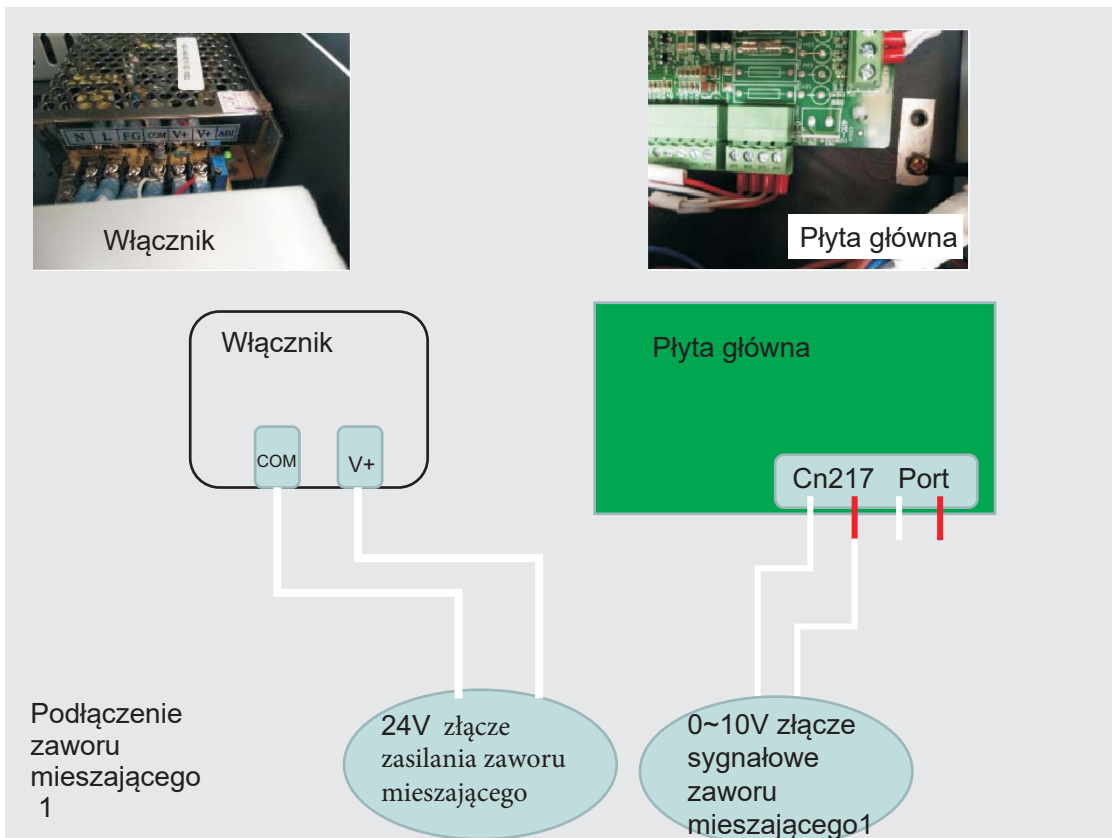 N L FG COM V+ V+ ADJ
Włącznik
Płyta główna
Włącznik
COM
V+
Płyta główna
Cn217 Port
Podłączenie
zaworu
mieszającego
1
24V złącze
zasilania zaworu
mieszającego
0~10V złącze
sygnałowe
zaworu
mieszającego1